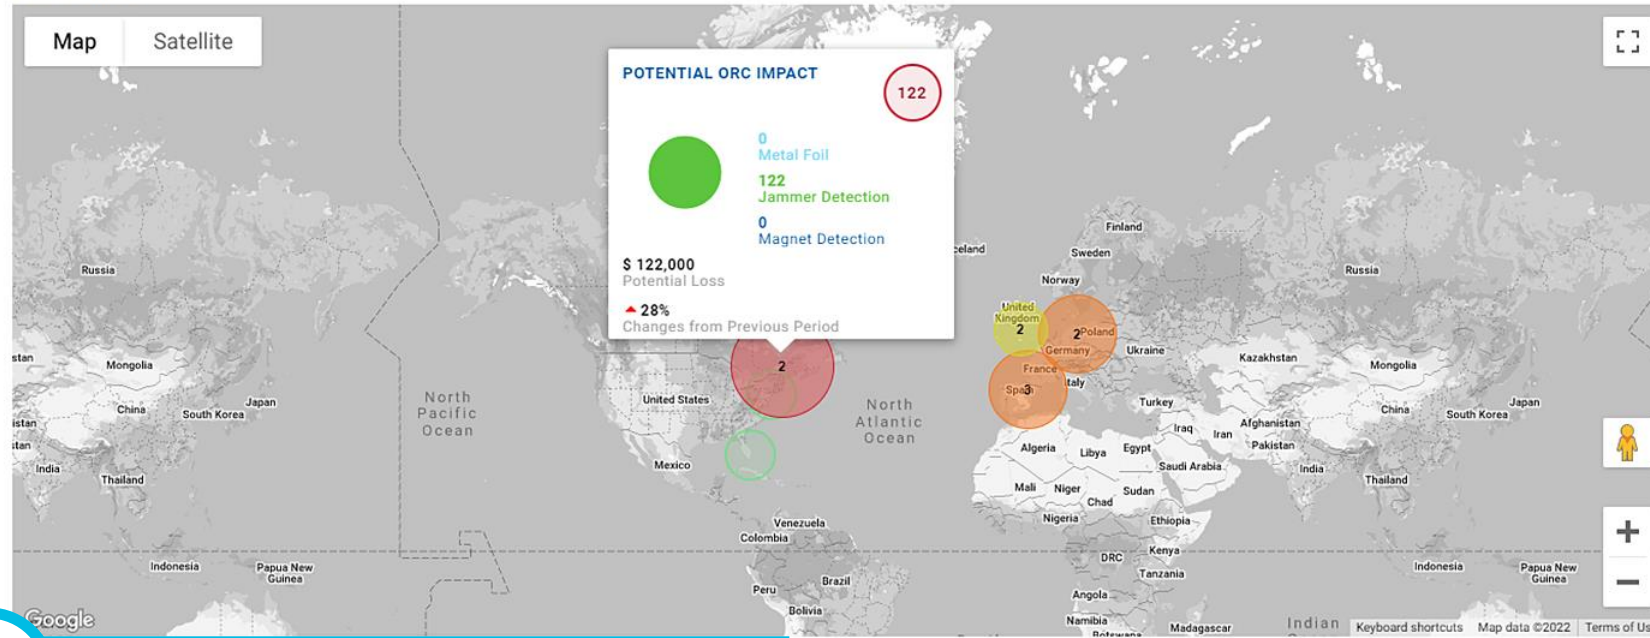 Map
Satellite
POTENTIAL ORC IMPACT
122
0
Metal Foil
122
Jammer Detection
0
Magnet Detection
$ 122,000
Potential Loss
28%
Changes from Previous Period
Finland
Sweden
Norway
Russia
Russia
United
Kingdom
2
2
Poland
Germany
Ukraine
France
3
Turkey
Kazakhstan
Mongolia
Mongolia
2
United States
North
Pacific
Ocean
North
Atlantic
Ocean
China
South Korea
Japan
India
Thailand
Mexico
Iraq
Iran
Afghanistan
Pakistan
China
South Korea
Japan
Algeria
Libya
Egypt
Saudi Arabia
India
Thailand
Mali
Niger
Chad
Sudan
Nigeria
Ethiopia
Venezuela
Colombia
DRC
Kenya
Tanzania
Indonesia
Papua New
Guinea
Peru
Brazil
Bolivia
Angola
Namibia
Botswana
Madagascar
Indonesia
Papua New
Guinea
Indian
Google
Keyboard shortcuts
Map data ©2022
Terms of